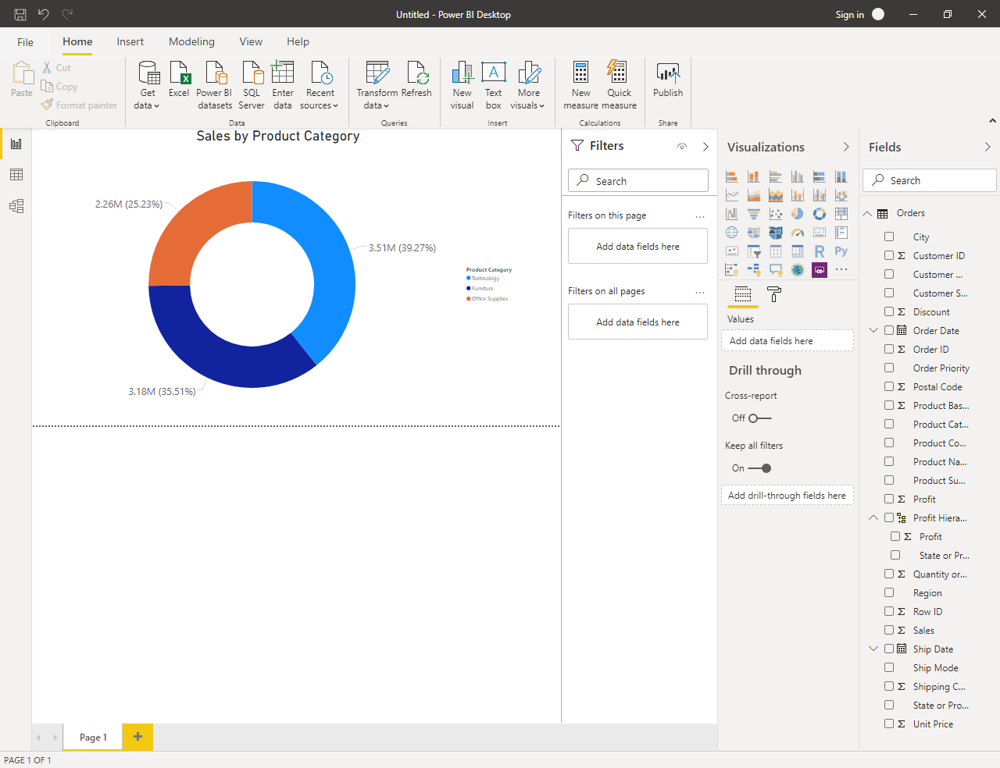 Untitled - Power BI Desktop
Sign in
File
Home
Insert
Modeling
View
Help
Paste
Cut
Copy
Format painter
Clipboard
Get data
Excel
Power BI datasets
SQL Server
Enter data
Recent sources
Data
Transform data
Refresh
Queries
New visual
Text box
More visuals
Insert
New measure
Quick measure
Calculations
Publish
Share
Sales by Product Category
2.26M (25.23%)
3.51M (39.27%)
3.18M (35.51%)
Product Category
Technology
Furniture
Office Supplies
Filters
Search
Filters on this page
...
Add data fields here
Filters on all pages
...
Add data fields here
Visualizations
123
R
Py
...
Values
Add data fields here
Drill through
Cross-report
Off
Keep all filters
On
Add drill-through fields here
Fields
Search
Orders
City
Σ Customer ID
Customer ...
Customer S...
Σ Discount
Order Date
Σ Order ID
Order Priority
Σ Postal Code
Σ Product Bas...
Product Cat...
Product Co...
Product Na...
Product Su...
Σ Profit
Profit Hiera...
Σ Profit
State or Pr...
Σ Quantity or...
Region
Σ Row ID
Σ Sales
Ship Date
Ship Mode
Σ Shipping C...
State or Pro...
Σ Unit Price
Page 1
+
PAGE 1 OF 1